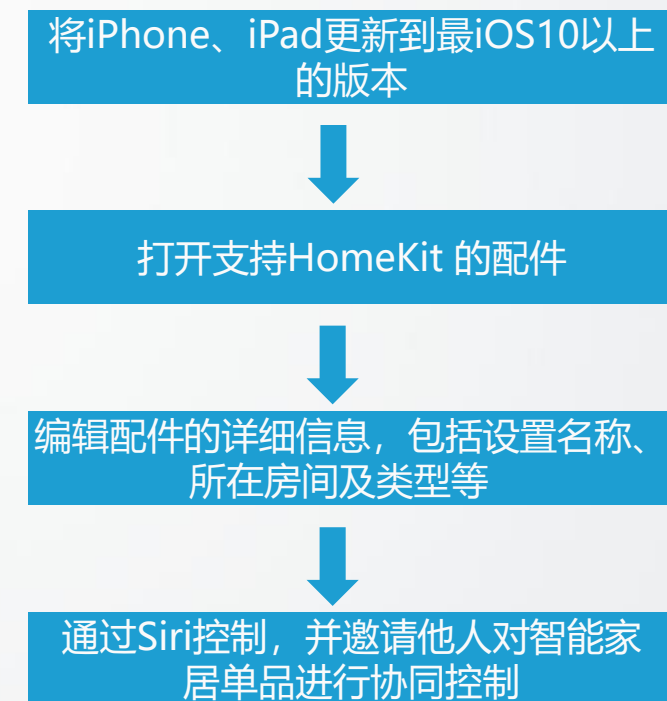 将iPhone、iPad更新到最iOS10以上
的版本
打开支持HomeKit 的配件
编辑配件的详细信息，包括设置名称、
所在房间及类型等
通过Siri控制，并邀请他人对智能家
居单品进行协同控制